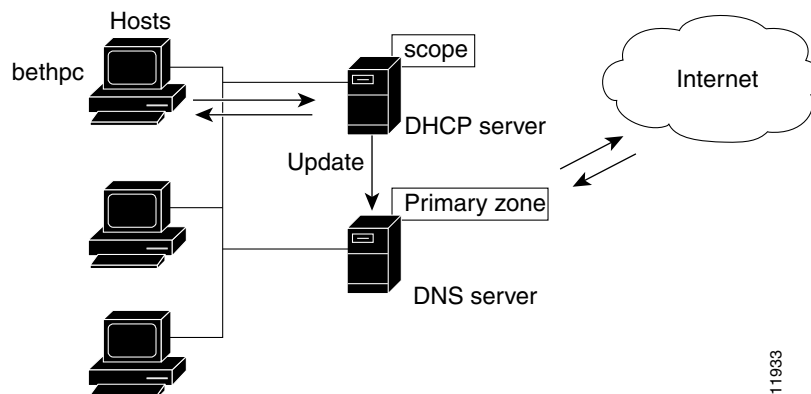 Hosts
bethpc
scope
DHCP server
Internet
Update
Primary zone
DNS server
11933